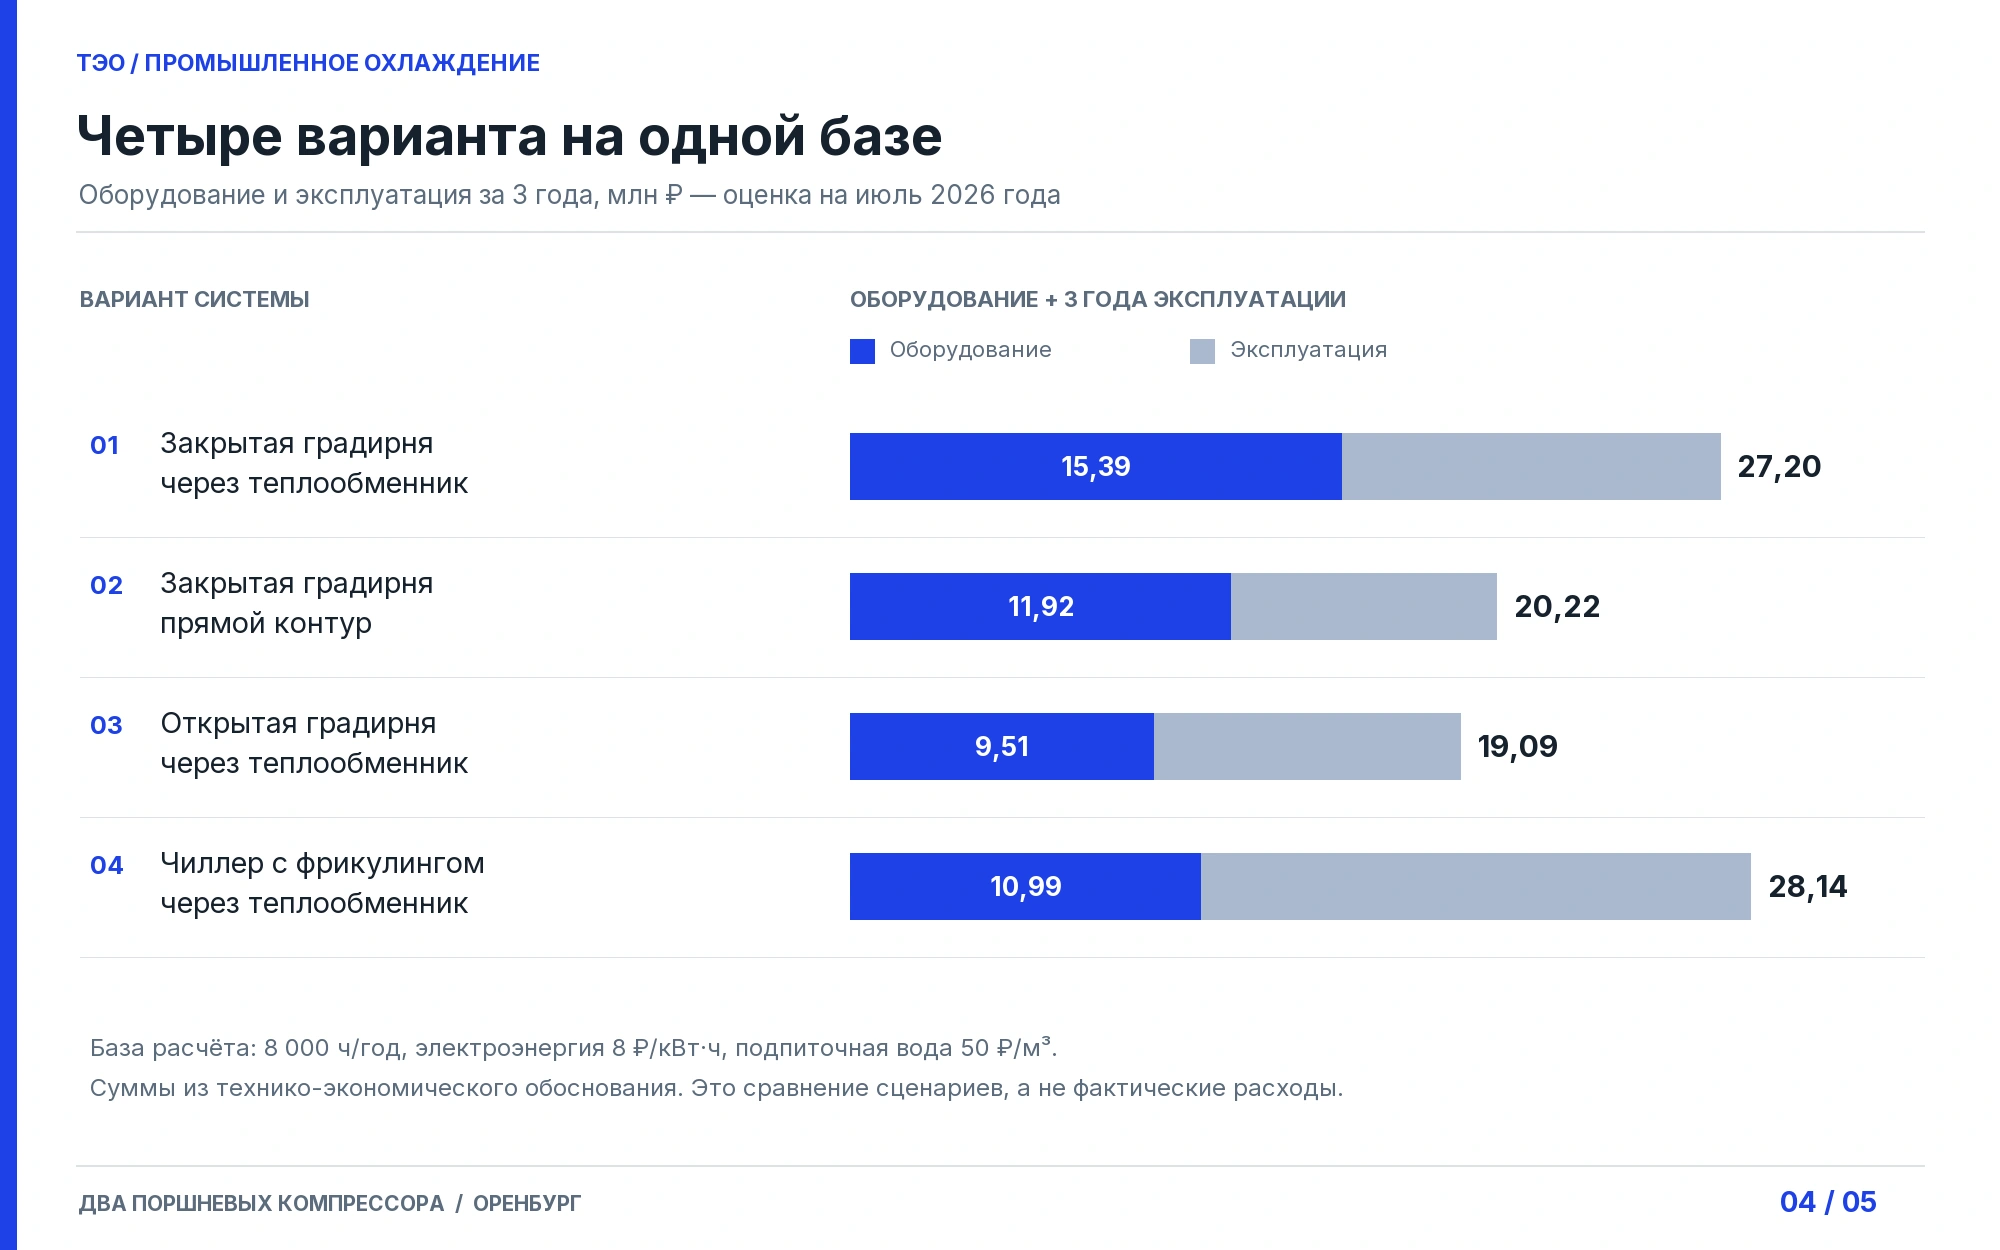 ТЭО / ПРОМЫШЛЕННОЕ ОХЛАЖДЕНИЕ
Четыре варианта на одной базе
Оборудование и эксплуатация за 3 года, млн ₽ — оценка на июль 2026 года
ВАРИАНТ СИСТЕМЫ
ОБОРУДОВАНИЕ + 3 ГОДА ЭКСПЛУАТАЦИИ
Оборудование
Эксплуатация
01
Закрытая градирня
через теплообменник
15,39
27,20
02
Закрытая градирня
прямой контур
11,92
20,22
03
Открытая градирня
через теплообменник
9,51
19,09
04
Чиллер с фрикулингом
через теплообменник
10,99
28,14
База расчёта: 8 000 ч/год, электроэнергия 8 ₽/кВт·ч, подпиточная вода 50 ₽/м³.
Суммы из технико-экономического обоснования. Это сравнение сценариев, а не фактические расходы.
ДВА ПОРШНЕВЫХ КОМПРЕССОРА / ОРЕНБУРГ
04 / 05